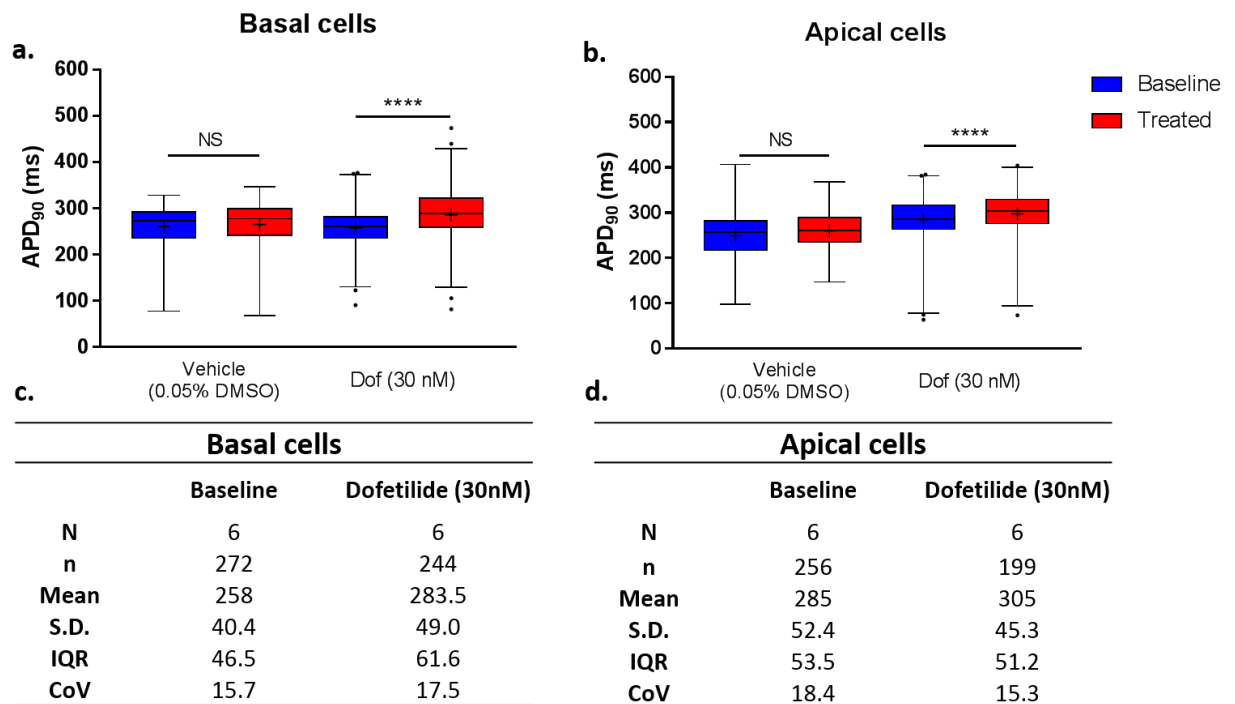 Basal cells
a.
600
500
400
300
200
100
0
APD90 (ms)
NS
****
Vehicle
(0.05% DMSO)
Dof (30 nM)
Apical cells
b.
600
500
400
300
200
100
0
APD90 (ms)
NS
****
Vehicle
(0.05% DMSO)
Dof (30 nM)
Baseline
Treated
c.
Basal cells
Baseline Dofetilide (30nM)
N 6 6
n 272 244
Mean 258 283.5
S.D. 40.4 49.0
IQR 46.5 61.6
CoV 15.7 17.5
d.
Apical cells
Baseline Dofetilide (30nM)
N 6 6
n 256 199
Mean 285 305
S.D. 52.4 45.3
IQR 53.5 51.2
CoV 18.4 15.3